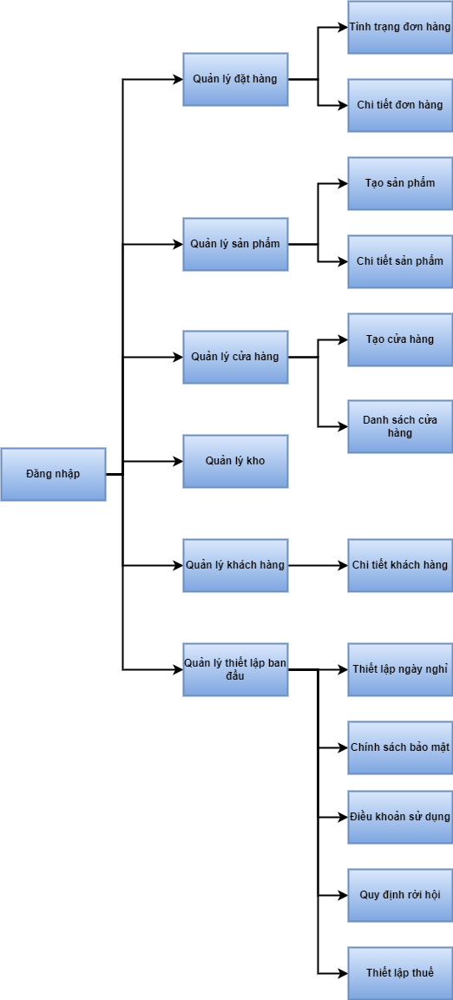 Tình trạng đơn hàng
Quản lý đặt hàng
Chi tiết đơn hàng
Tạo sản phẩm
Quản lý sản phẩm
Chi tiết sản phẩm
Tạo cửa hàng
Quản lý cửa hàng
Danh sách cửa
hàng
Quản lý kho
Đăng nhập
Quản lý khách hàng
Chi tiết khách hàng
Quản lý thiết lập ban
đầu
Thiết lập ngày nghỉ
Chính sách bảo mật
Điều khoản sử dụng
Quy định rời hội
Thiết lập thuế